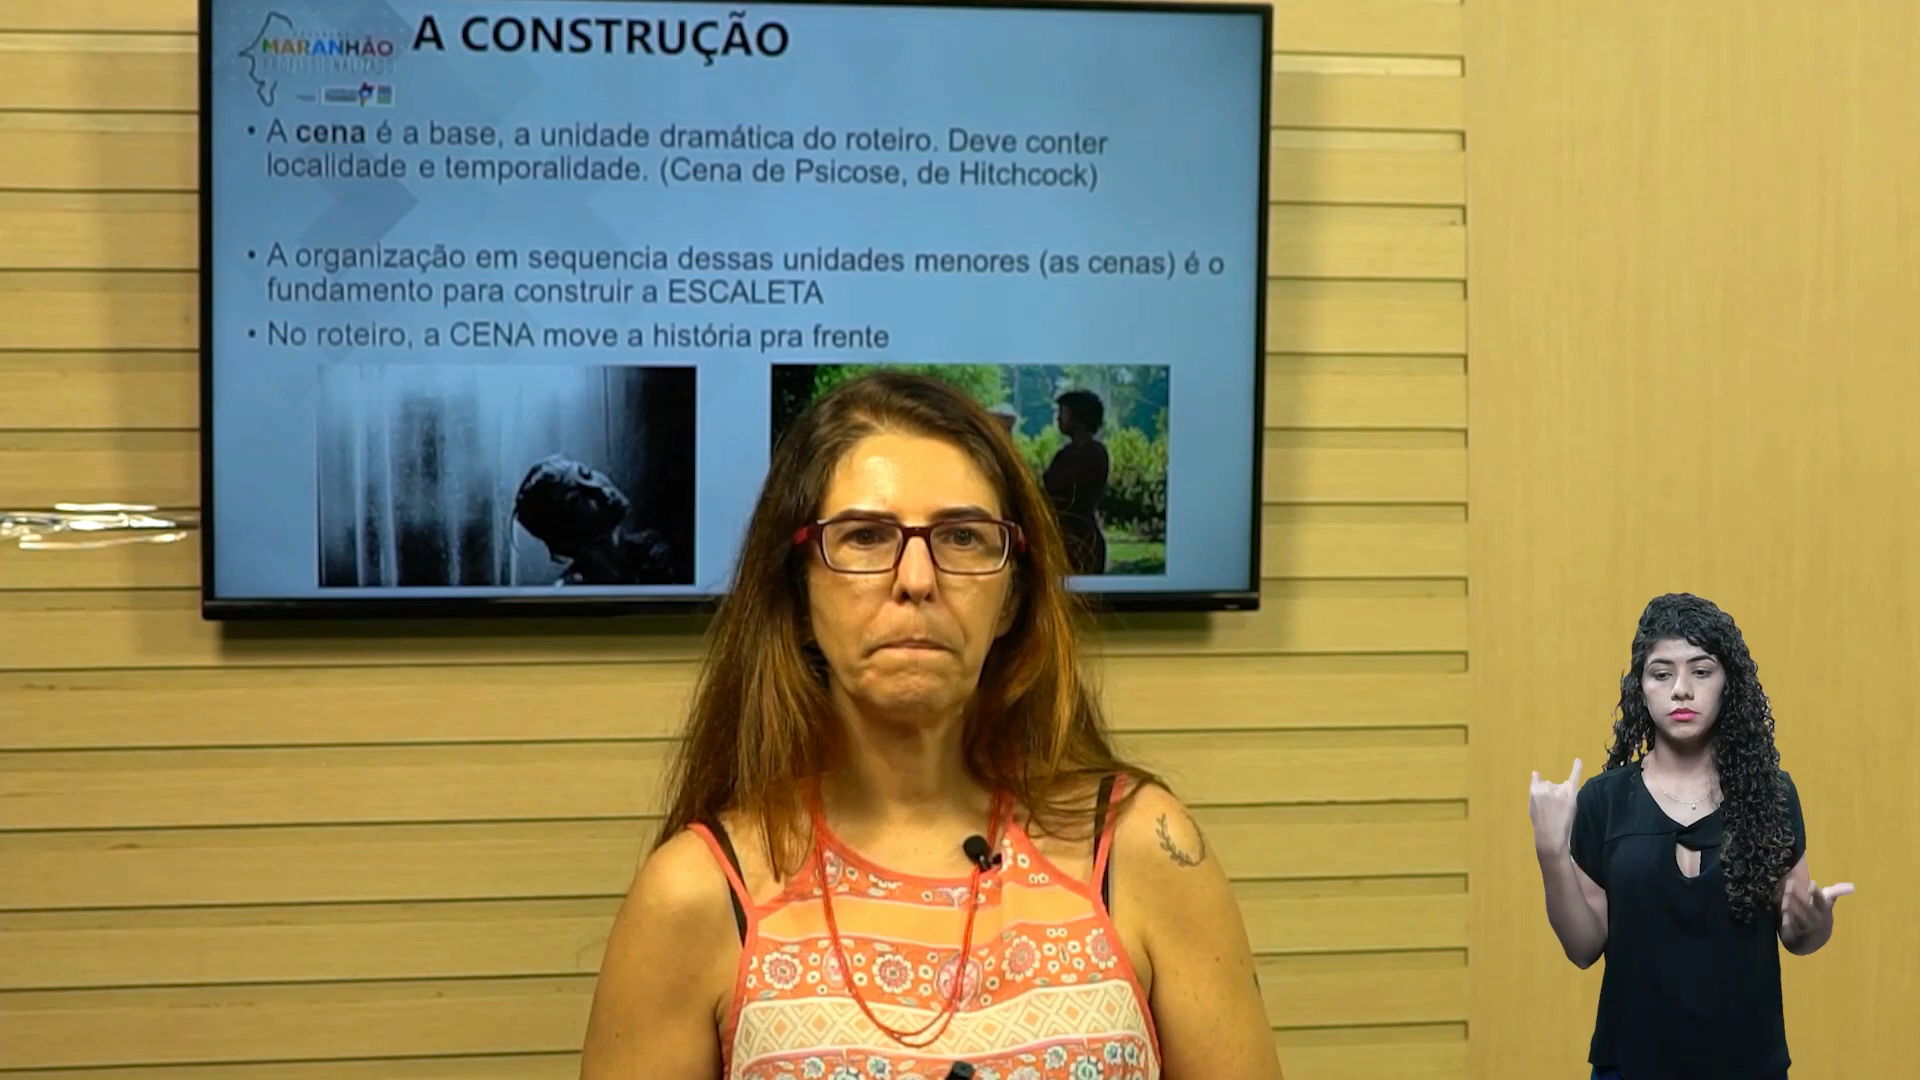 MARANHÃO
PROFISSIONALIZADO
A CONSTRUÇÃO
• A cena é a base, a unidade dramática do roteiro. Deve conter
localidade e temporalidade. (Cena de Psicose, de Hitchcock)
• A organização em sequencia dessas unidades menores (as cenas) é o
fundamento para construir a ESCALETA
• No roteiro, a CENA move a história pra frente